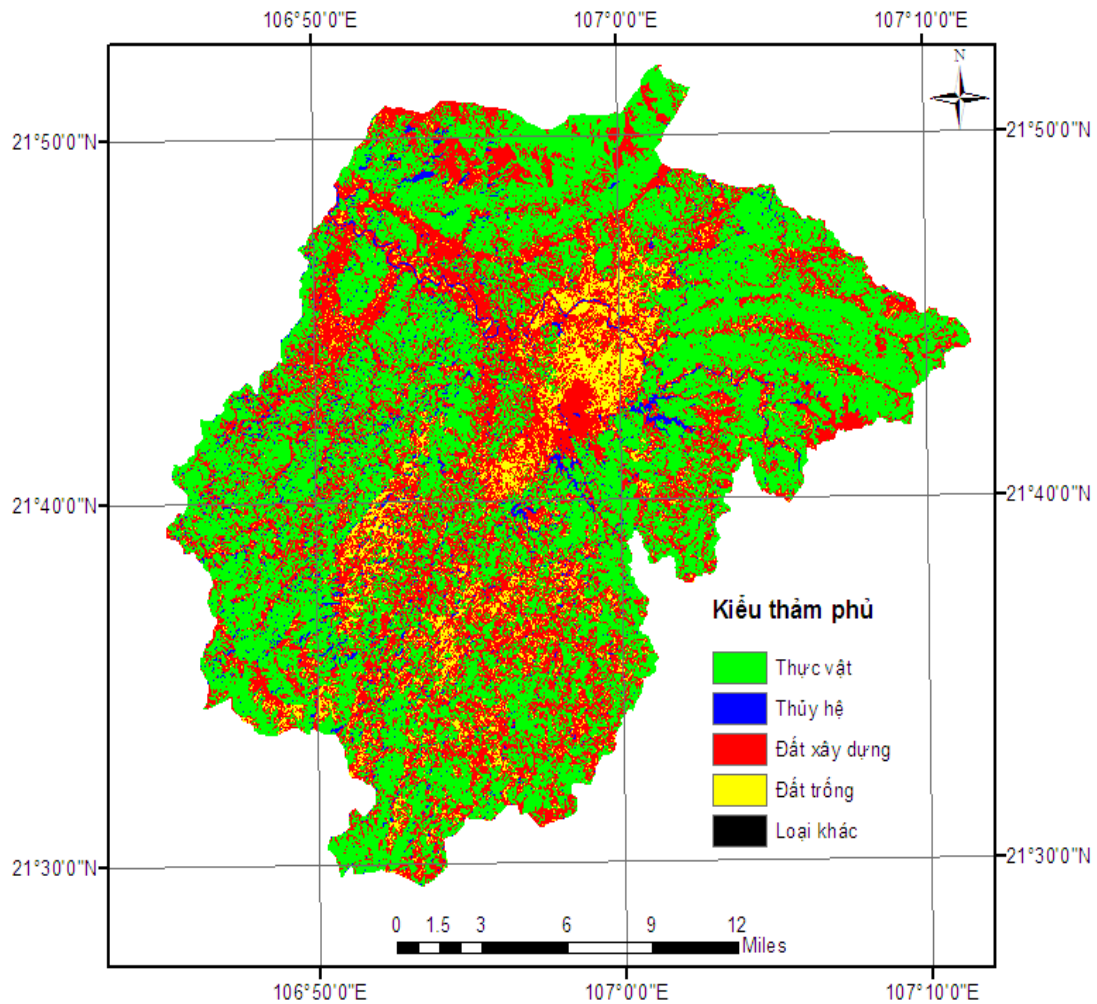 106°50'0"E 107°0'0"E 107°10'0"E
N
21°50'0"N 21°50'0"N
21°40'0"N 21°40'0"N
Kiểu thảm phủ
Thực vật
Thủy hệ
Đất xây dựng
Đất trống
Loại khác
21°30'0"N 21°30'0"N
0 1.5 3 6 9 12
Miles
106°50'0"E 107°0'0"E 107°10'0"E